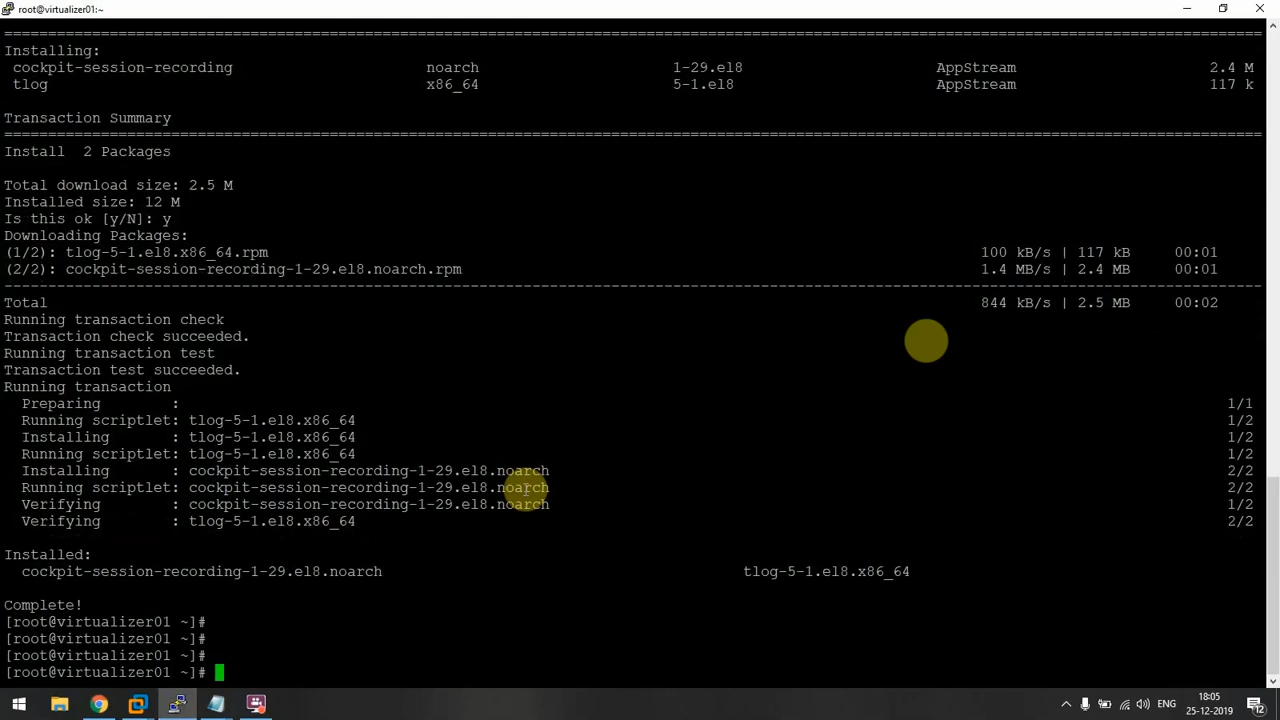 root@virtualizer01:~
================================================================================
Installing:
cockpit-session-recording noarch 1-29.el8 AppStream 2.4 M
tlog x86_64 5-1.el8 AppStream 117 k
Transaction Summary
================================================================================
Install 2 Packages
Total download size: 2.5 M
Installed size: 12 M
Is this ok [y/N]: y
Downloading Packages:
(1/2): tlog-5-1.el8.x86_64.rpm 100 kB/s | 117 kB 00:01
(2/2): cockpit-session-recording-1-29.el8.noarch.rpm 1.4 MB/s | 2.4 MB 00:01
--------------------------------------------------------------------------------
Total 844 kB/s | 2.5 MB 00:02
Running transaction check
Transaction check succeeded.
Running transaction test
Transaction test succeeded.
Running transaction
Preparing : 1/1
Running scriptlet: tlog-5-1.el8.x86_64 1/2
Installing : tlog-5-1.el8.x86_64 1/2
Running scriptlet: tlog-5-1.el8.x86_64 1/2
Installing : cockpit-session-recording-1-29.el8.noarch 2/2
Running scriptlet: cockpit-session-recording-1-29.el8.noarch 2/2
Verifying : cockpit-session-recording-1-29.el8.noarch 1/2
Verifying : tlog-5-1.el8.x86_64 2/2
Installed:
cockpit-session-recording-1-29.el8.noarch tlog-5-1.el8.x86_64
Complete!
[root@virtualizer01 ~]#
[root@virtualizer01 ~]#
[root@virtualizer01 ~]#
[root@virtualizer01 ~]#
ENG
18:05
25-12-2019
12